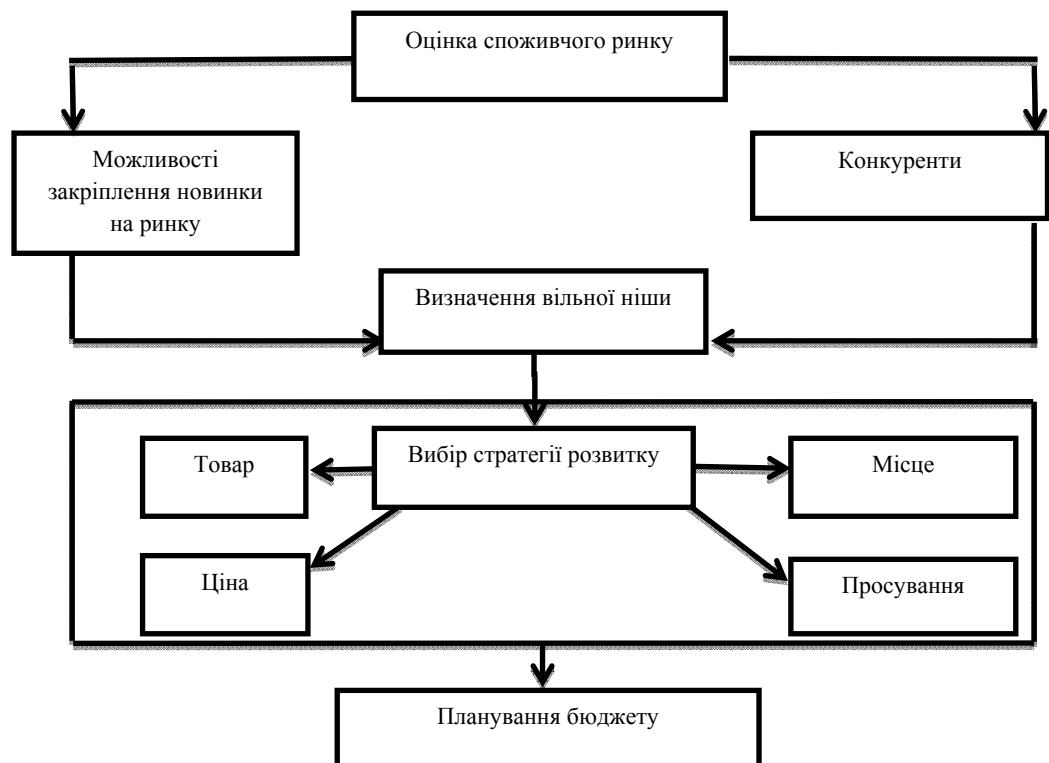 Оцінка споживчого ринку
Можливості
закріплення новинки
на ринку
Конкуренти
Визначення вільної ніши
Товар
Вибір стратегії розвитку
Місце
Ціна
Просування
Планування бюджету